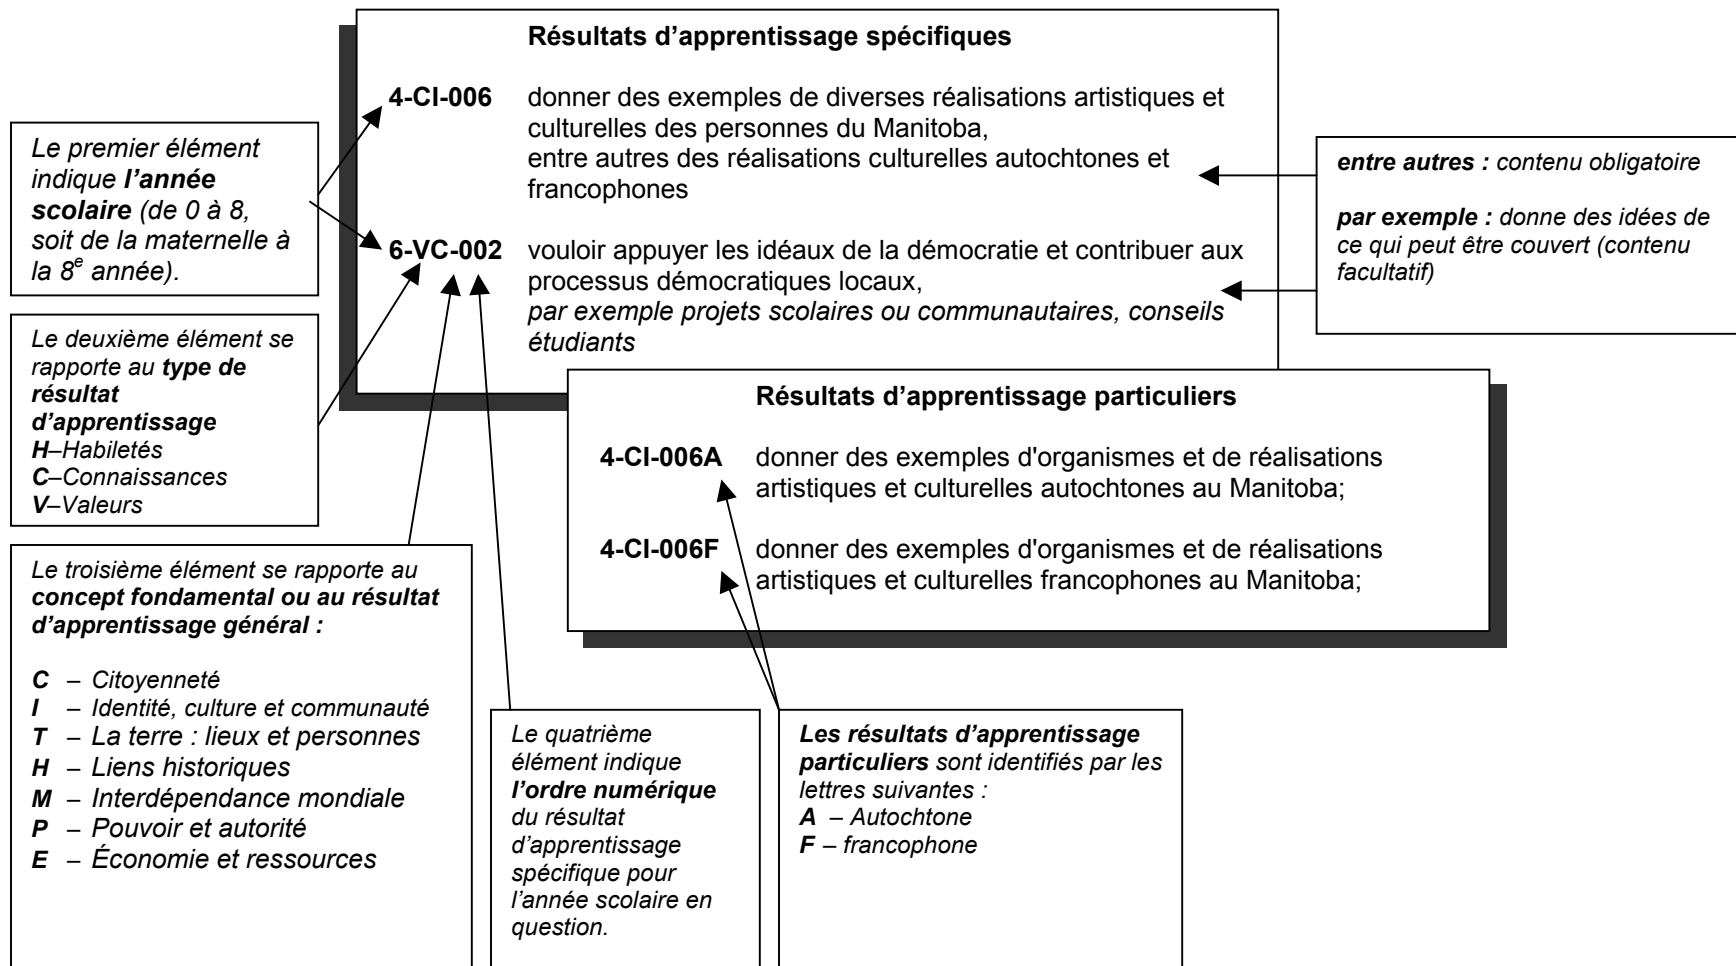 Résultats d’apprentissage spécifiques
4-CI-006 donner des exemples de diverses réalisations artistiques et
culturelles des personnes du Manitoba,
entre autres des réalisations culturelles autochtones et
francophones
6-VC-002 vouloir appuyer les idéaux de la démocratie et contribuer aux
processus démocratiques locaux,
par exemple projets scolaires ou communautaires, conseils
étudiants
Le premier élément
indique l’année
scolaire (de 0 à 8,
soit de la maternelle à
la 8e année).
entre autres : contenu obligatoire
par exemple : donne des idées de
ce qui peut être couvert (contenu
facultatif)
Le deuxième élément se
rapporte au type de
résultat
d’apprentissage
H–Habiletés
C–Connaissances
V–Valeurs
Résultats d’apprentissage particuliers
4-CI-006A donner des exemples d'organismes et de réalisations
artistiques et culturelles autochtones au Manitoba;
4-CI-006F donner des exemples d'organismes et de réalisations
artistiques et culturelles francophones au Manitoba;
Le troisième élément se rapporte au
concept fondamental ou au résultat
d’apprentissage général :
C – Citoyenneté
I – Identité, culture et communauté
T – La terre : lieux et personnes
H – Liens historiques
M – Interdépendance mondiale
P – Pouvoir et autorité
E – Économie et ressources
Le quatrième
élément indique
l’ordre numérique
du résultat
d’apprentissage
spécifique pour
l’année scolaire en
question.
Les résultats d’apprentissage
particuliers sont identifiés par les
lettres suivantes :
A – Autochtone
F – francophone